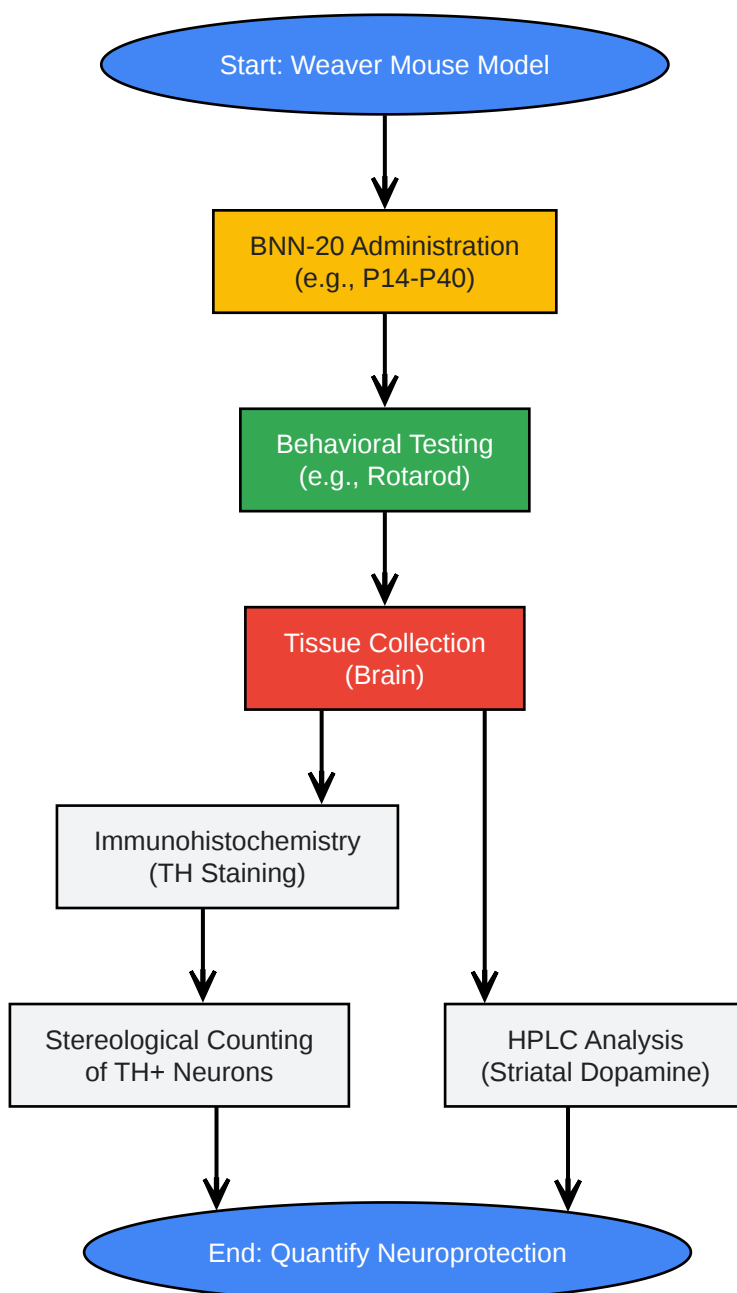 Start: Weaver Mouse Model
BNN-20 Administration
(e.g., P14-P40)
Behavioral Testing
(e.g., Rotarod)
Tissue Collection
(Brain)
Immunohistochemistry
(TH Staining)
Stereological Counting
of TH+ Neurons
HPLC Analysis
(Striatal Dopamine)
End: Quantify Neuroprotection